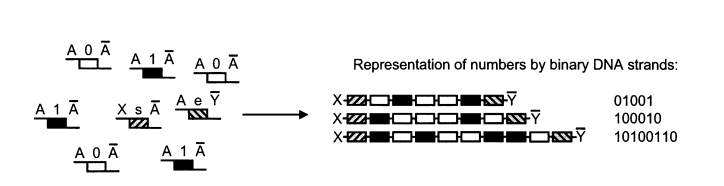 A 0 A̅
A 1 A̅
A 0 A̅
A 1 A̅
X s A̅
A e Y̅
A 0 A̅
A 1 A̅
Representation of numbers by binary DNA strands:
X Y̅ 01001
X Y̅ 100010
X Y̅ 10100110